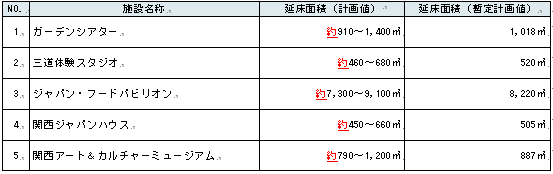 NO. 施設名称 延床面積（計画値） 延床面積（暫定計画値）
1. ガーデンシアター 約910～1,400㎡ 1,018㎡
2. 三道体験スタジオ 約460～680㎡ 520㎡
3. ジャパン・フードパビリオン 約7,300～9,100㎡ 8,220㎡
4. 関西ジャパンハウス 約450～660㎡ 505㎡
5. 関西アート＆カルチャーミュージアム 約790～1,200㎡ 887㎡